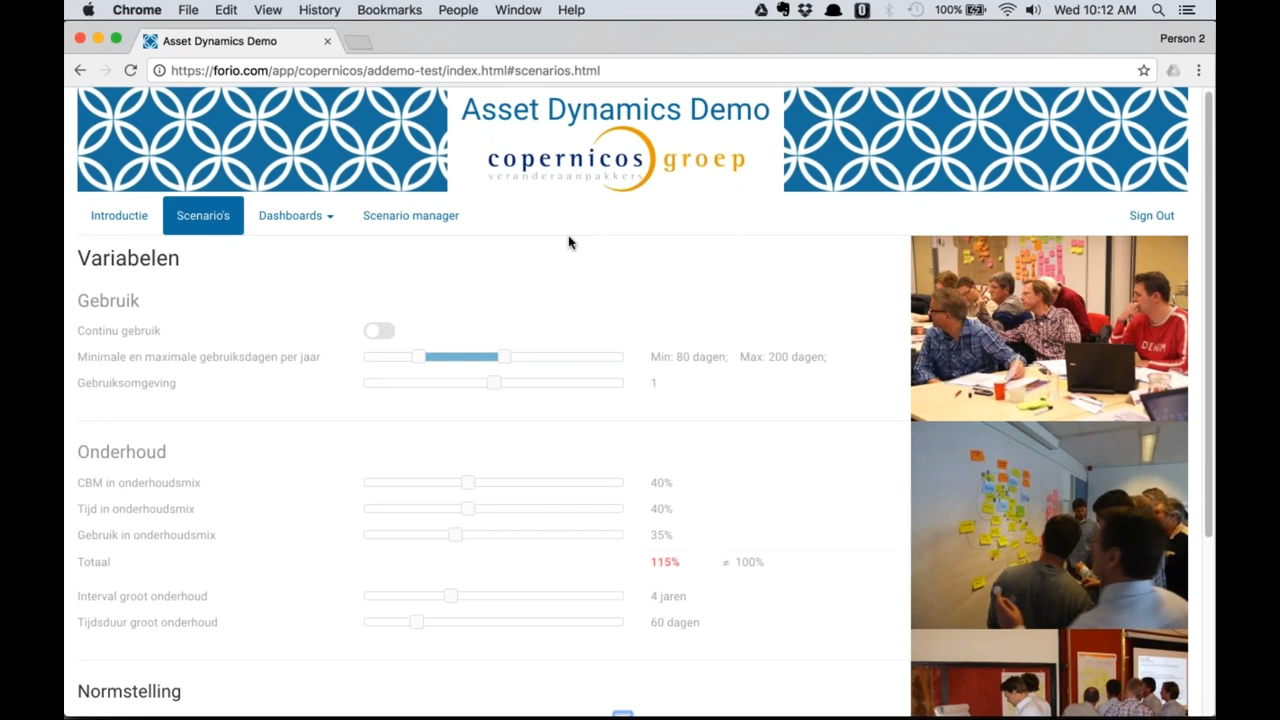 Chrome File Edit View History Bookmarks People Window Help 100% Wed 10:12 AM
Asset Dynamics Demo Person 2
https://forio.com/app/copernicos/addemo-test/index.html#scenarios.html
Asset Dynamics Demo
copernicos groep
veranderaanpakkers
Introductie Scenario's Dashboards Scenario manager Sign Out
Variabelen
Gebruik
Continu gebruik
Minimale en maximale gebruiksdagen per jaar Min: 80 dagen; Max: 200 dagen;
Gebruiksomgeving 1
Onderhoud
CBM in onderhoudsmix 40%
Tijd in onderhoudsmix 40%
Gebruik in onderhoudsmix 35%
Totaal 115% ≠ 100%
Interval groot onderhoud 4 jaren
Tijdsduur groot onderhoud 60 dagen
Normstelling
DENIM